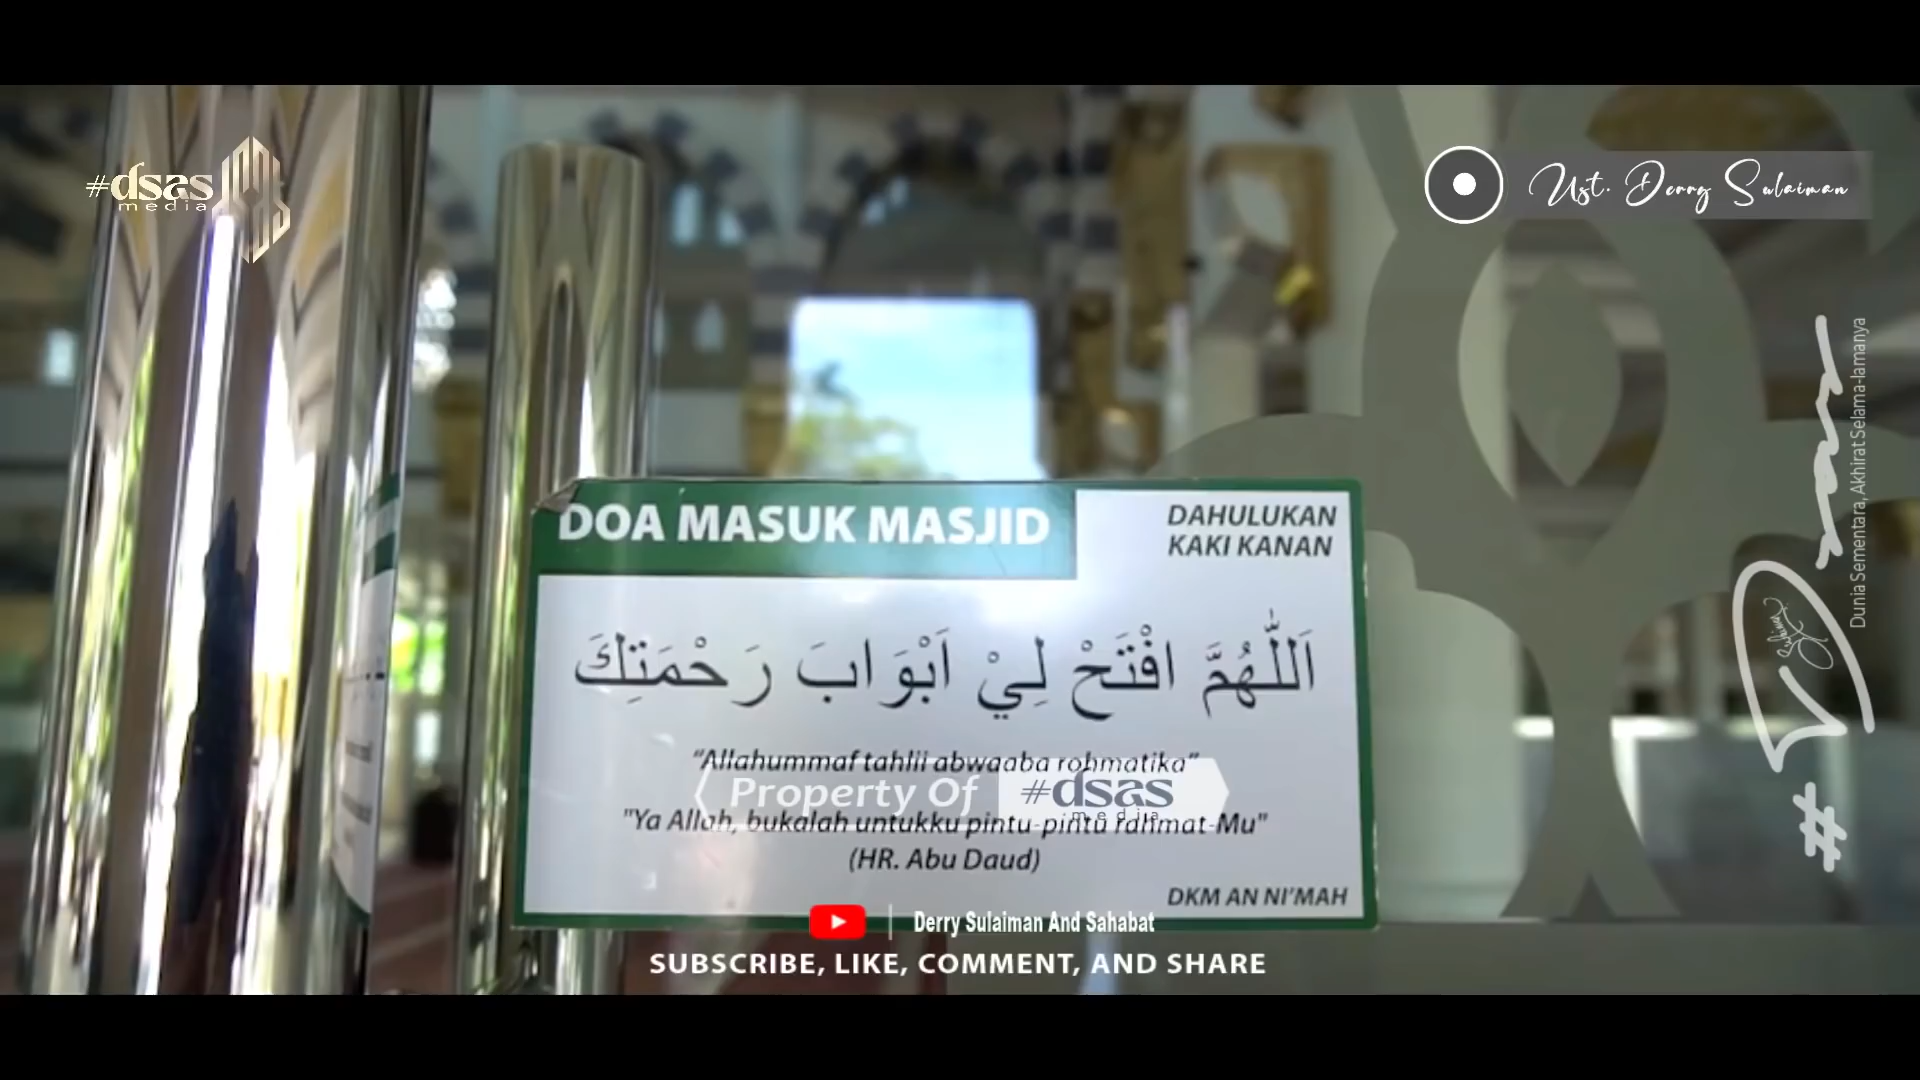 #dsas
media
Ust. Derry Sulaiman
DOA MASUK MASJID
DAHULUKAN
KAKI KANAN
اَللّٰهُمَّ افْتَحْ لِيْ اَبْوَابَ رَحْمَتِكَ
"Allahummaf tahlii abwaaba rohmatika"
Property Of #dsas
media
"Ya Allah, bukalah untukku pintu-pintu rahmat-Mu"
(HR. Abu Daud)
DKM AN NI'MAH
Derry Sulaiman And Sahabat
SUBSCRIBE, LIKE, COMMENT, AND SHARE
Dunia Sementara, Akhirat Selama-lamanya